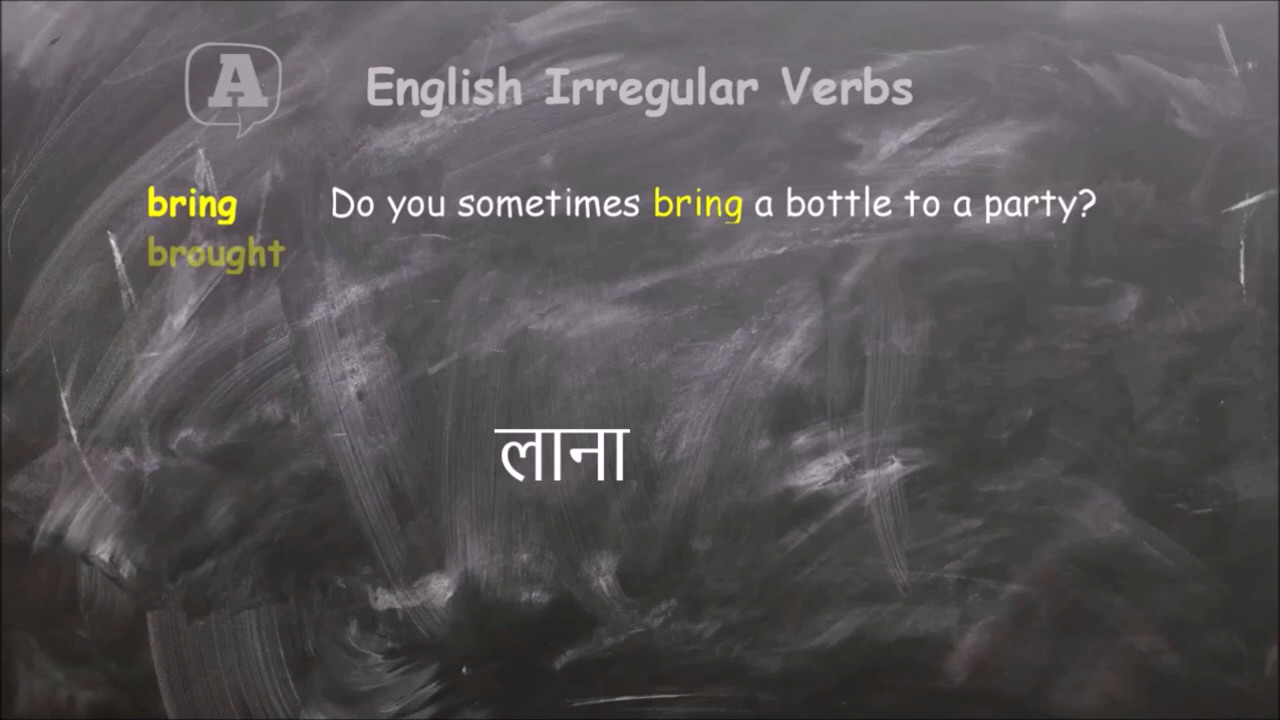 A
English Irregular Verbs
bring Do you sometimes bring a bottle to a party?
brought
लाना